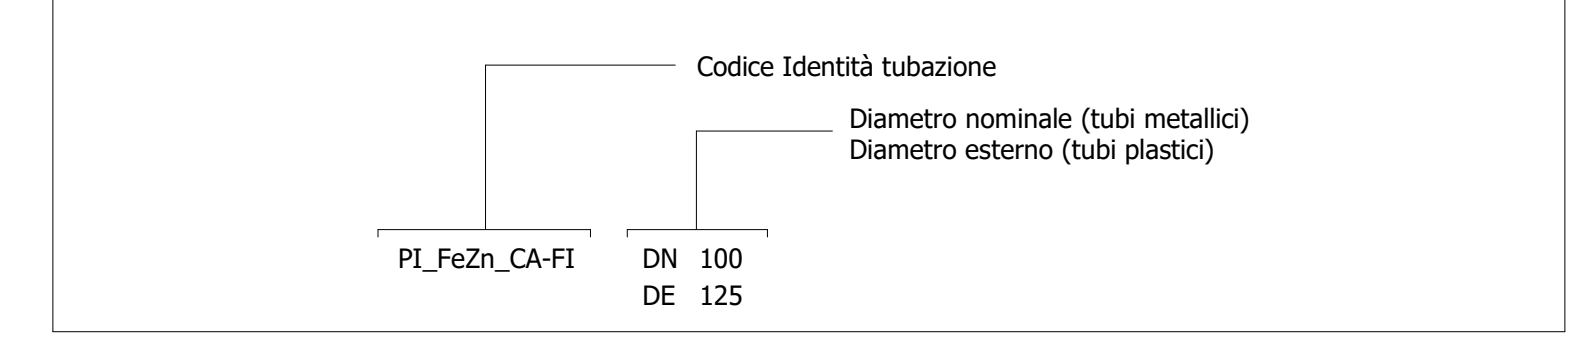 Codice Identità tubazione
Diametro nominale (tubi metallici)
Diametro esterno (tubi plastici)
PI_FeZn_CA-FI DN 100
DE 125